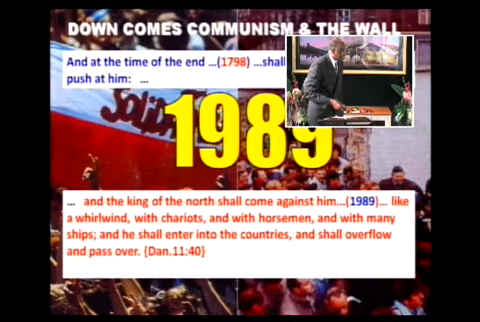 DOWN COMES COMMUNISM & THE WALL
And at the time of the end ...(1798) ...shall
push at him: ...
1989
... and the king of the north shall come against him...(1989)... like
a whirlwind, with chariots, and with horsemen, and with many
ships; and he shall enter into the countries, and shall overflow
and pass over. {Dan.11:40}